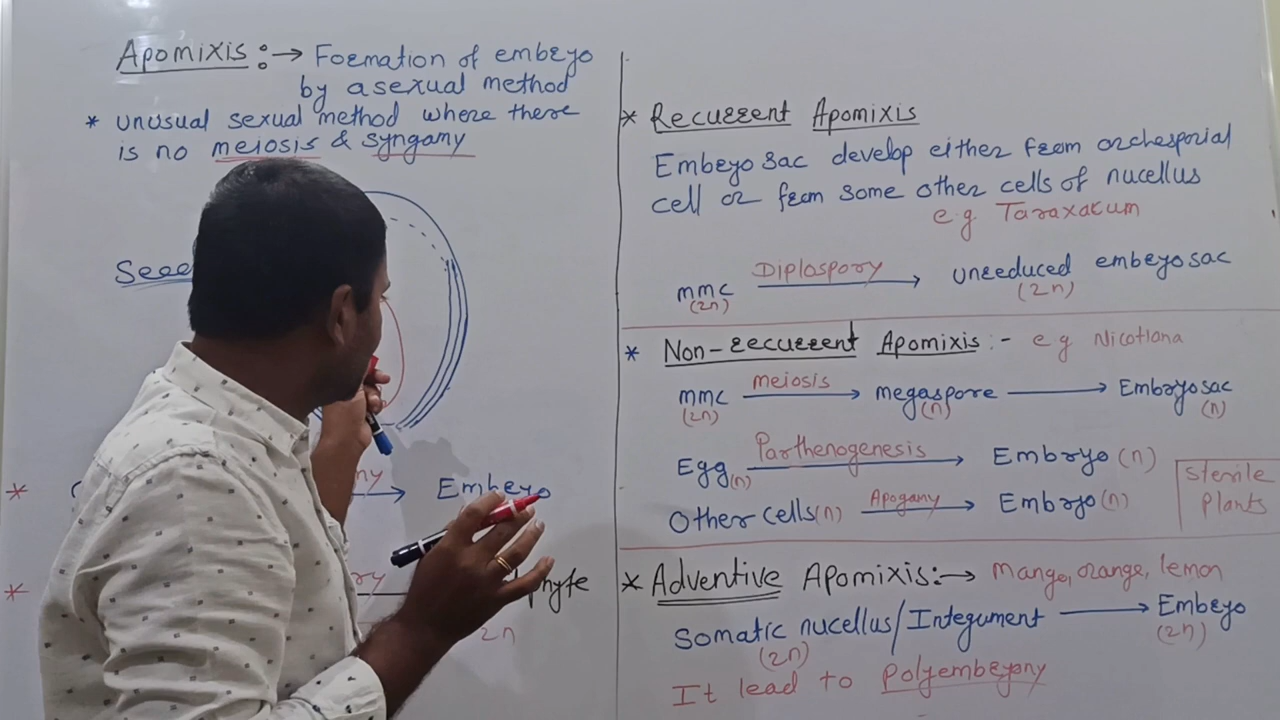 Apomixis :→ Formation of embryo
by asexual method
* unusual sexual method where there
is no meiosis & syngamy
* Embryo
*
2n
* Recurrent Apomixis
Embryo sac develop either from archesporial
cell or from some other cells of nucellus
e.g. Taraxacum
mmc Diplospory → unreduced embryosac
(2n) (2n)
* Non-recurrent Apomixis :- e g Nicotiana
mmc meiosis → megaspore → Embryosac
(2n) (n) (n)
Egg(n) Parthenogenesis → Embryo (n)
Other cells(n) Apogamy → Embryo(n)
Sterile
Plants
* Adventive Apomixis :→ Mango, orange, lemon
Somatic nucellus/Integument → Embryo
(2n) (2n)
It lead to Polyembryony